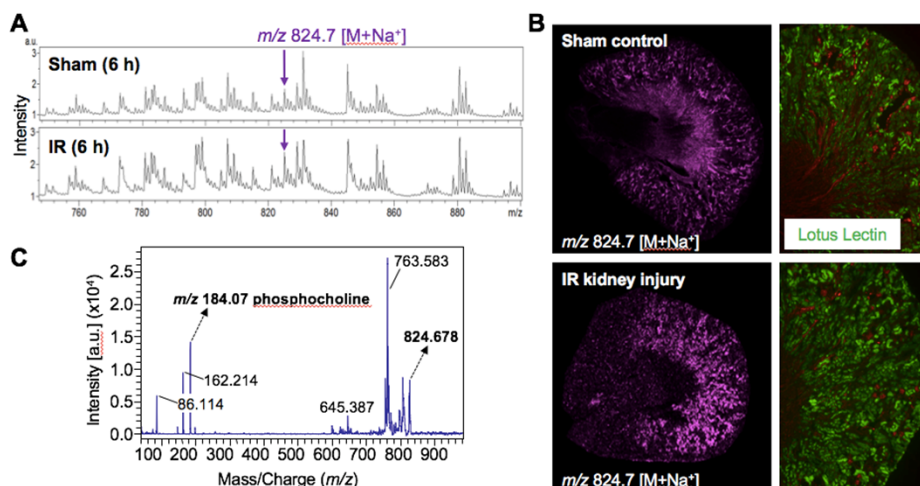 A
a.u.
m/z 824.7 [M+Na⁺]
3
Sham (6 h)
2
1
Intensity
3
IR (6 h)
2
1
760 780 800 820 840 860 880 m/z
B
Sham control
m/z 824.7 [M+Na⁺]
Lotus Lectin
IR kidney injury
m/z 824.7 [M+Na⁺]
C
Intensity [a.u.] (x10⁴)
2.5
2.0
1.5
1.0
0.5
0.0
763.583
m/z 184.07 phosphocholine
824.678
162.214
86.114
645.387
100 200 300 400 500 600 700 800 900
Mass/Charge (m/z)